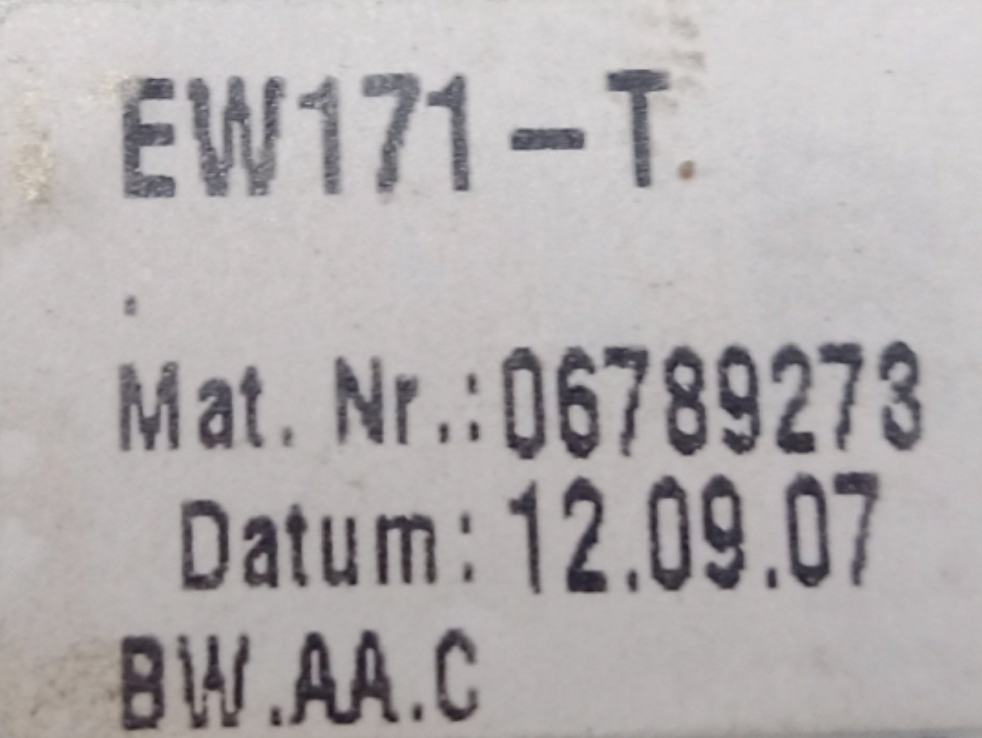 EW171-T
.
Mat. Nr.:06789273
Datum: 12.09.07
BW.AA.C